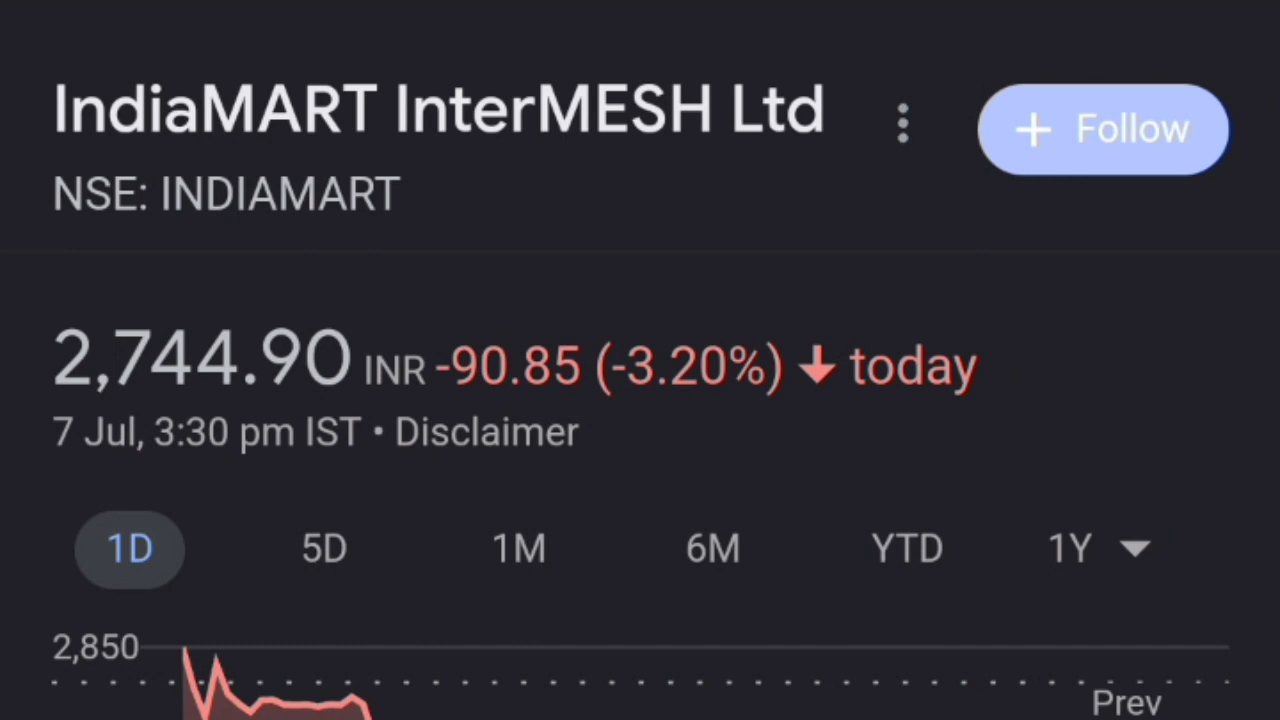 IndiaMART InterMESH Ltd
+ Follow
NSE: INDIAMART
2,744.90 INR -90.85 (-3.20%) ↓ today
7 Jul, 3:30 pm IST • Disclaimer
1D 5D 1M 6M YTD 1Y
2,850
Prev